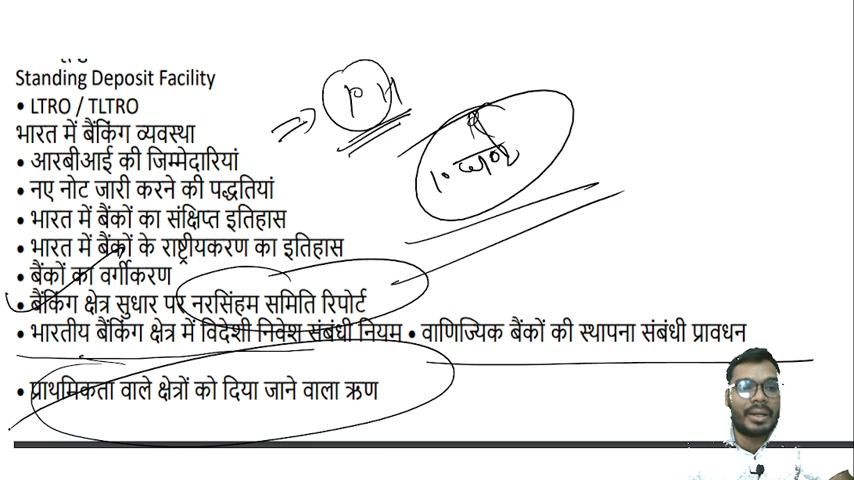 Standing Deposit Facility
• LTRO / TLTRO
भारत में बैंकिंग व्यवस्था
• आरबीआई की जिम्मेदारियां
• नए नोट जारी करने की पद्धतियां
• भारत में बैंकों का संक्षिप्त इतिहास
• भारत में बैंकों के राष्ट्रीयकरण का इतिहास
• बैंकों का वर्गीकरण
• बैंकिंग क्षेत्र सुधार पर नरसिंहम समिति रिपोर्ट
• भारतीय बैंकिंग क्षेत्र में विदेशी निवेश संबंधी नियम • वाणिज्यिक बैंकों की स्थापना संबंधी प्रावधन
• प्राथमिकता वाले क्षेत्रों को दिया जाने वाला ऋण